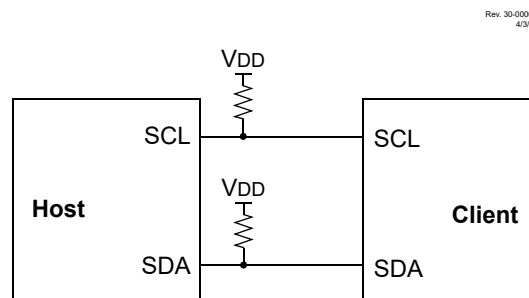 Rev. 30-000
4/3/
VDD
SCL
SCL
Host
VDD
Client
SDA
SDA